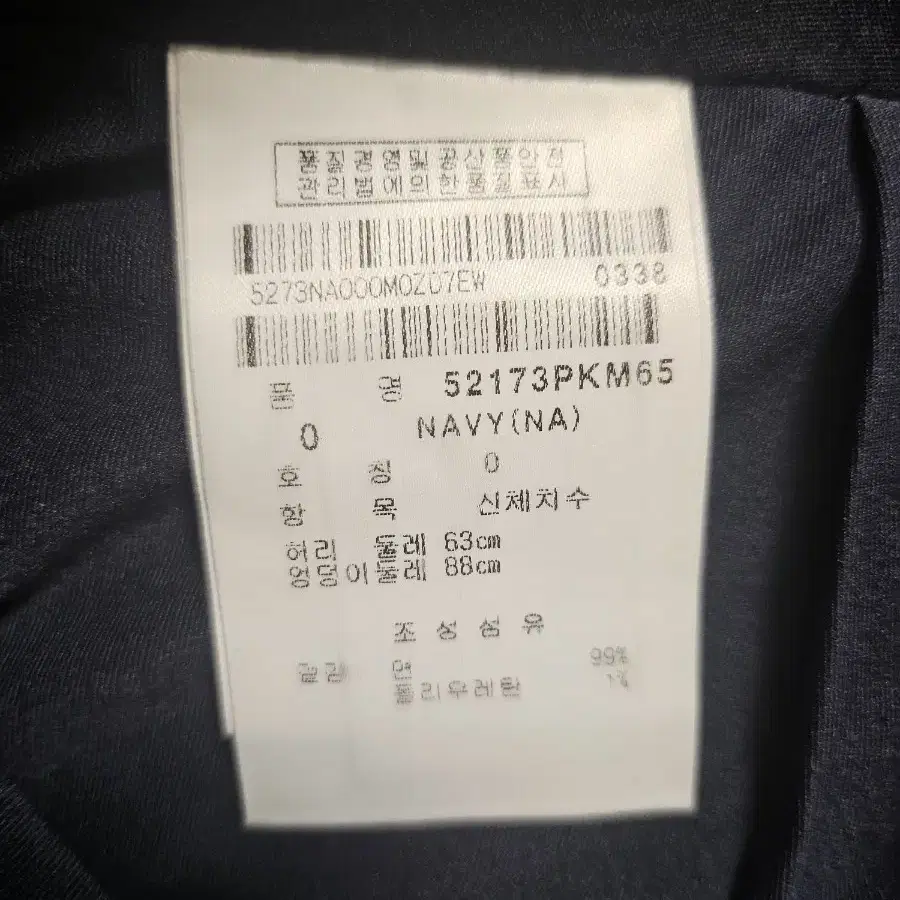 품질경영및공산품안전
관리법에의한품질표시
5273NA000M0Z07EW 0338
품 명 52173PKM65
0 NAVY(NA)
호 칭 0
항 목 신체치수
허리 둘레 63cm
엉덩이둘레 88cm
조성섬유
겉감 면 99%
폴리우레탄 1%